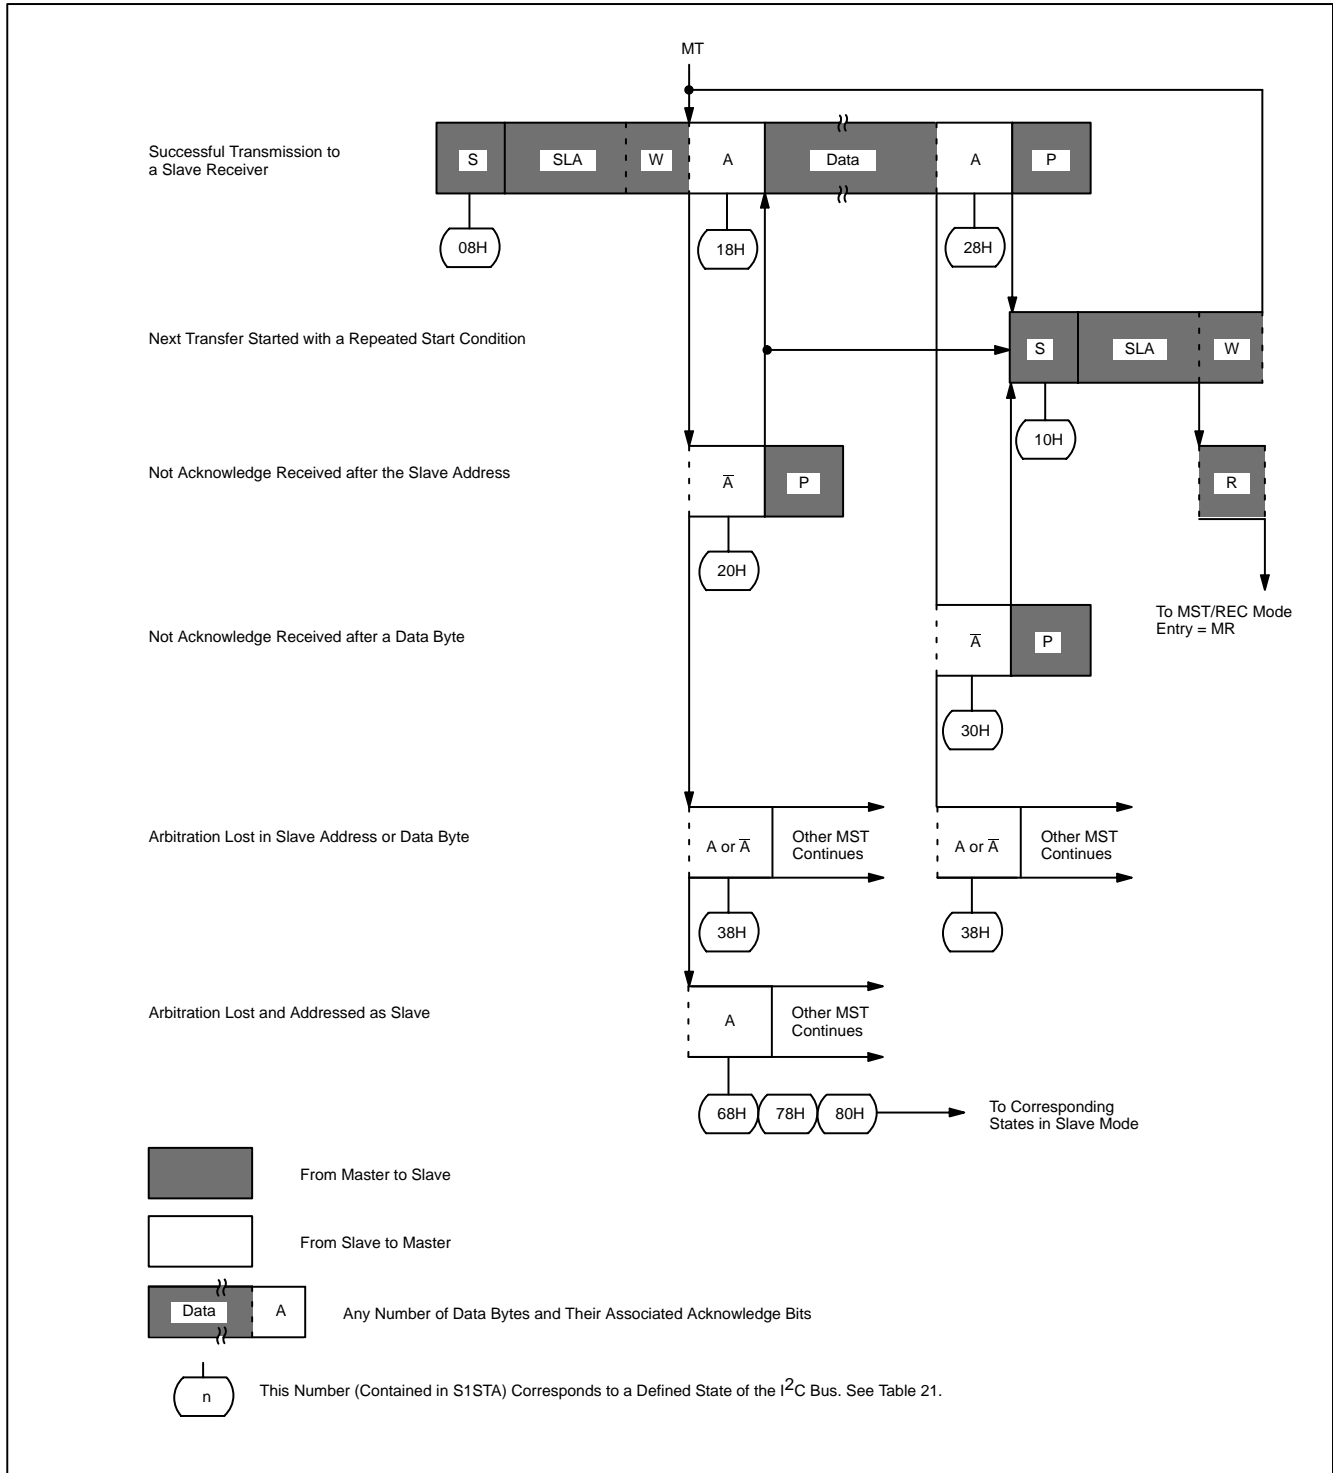 MT
Successful Transmission to
a Slave Receiver
S
SLA
W
A
Data
A
P
08H
18H
28H
Next Transfer Started with a Repeated Start Condition
S
SLA
W
10H
Not Acknowledge Received after the Slave Address
A̅
P
R
20H
To MST/REC Mode
Entry = MR
Not Acknowledge Received after a Data Byte
A̅
P
30H
Arbitration Lost in Slave Address or Data Byte
A or A̅
Other MST
Continues
A or A̅
Other MST
Continues
38H
38H
Arbitration Lost and Addressed as Slave
A
Other MST
Continues
68H
78H
80H
To Corresponding
States in Slave Mode
From Master to Slave
From Slave to Master
Data
A
Any Number of Data Bytes and Their Associated Acknowledge Bits
n
This Number (Contained in S1STA) Corresponds to a Defined State of the I²C Bus. See Table 21.